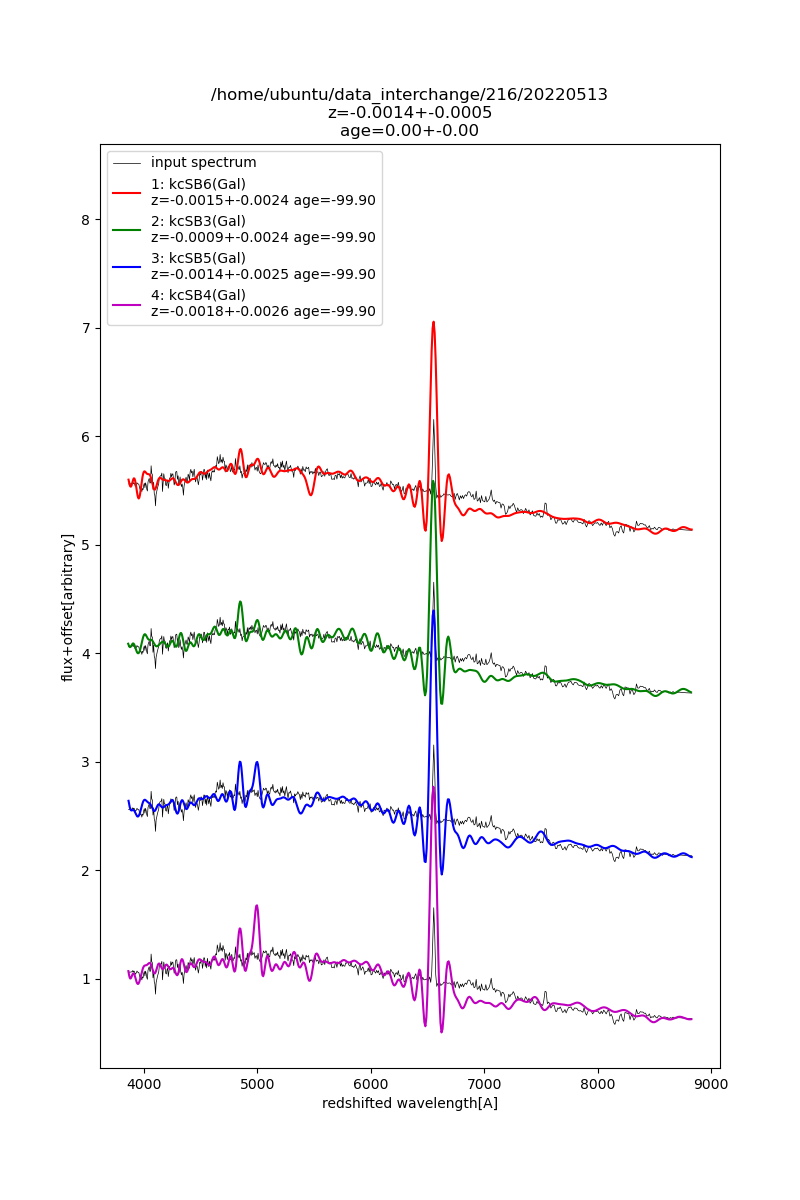 /home/ubuntu/data_interchange/216/20220513
z=-0.0014+-0.0005
age=0.00+-0.00
input spectrum
1: kcSB6(Gal)
z=-0.0015+-0.0024 age=-99.90
2: kcSB3(Gal)
z=-0.0009+-0.0024 age=-99.90
3: kcSB5(Gal)
z=-0.0014+-0.0025 age=-99.90
4: kcSB4(Gal)
z=-0.0018+-0.0026 age=-99.90
8
7
6
5
4
3
2
1
flux+offset[arbitrary]
4000 5000 6000 7000 8000 9000
redshifted wavelength[A]